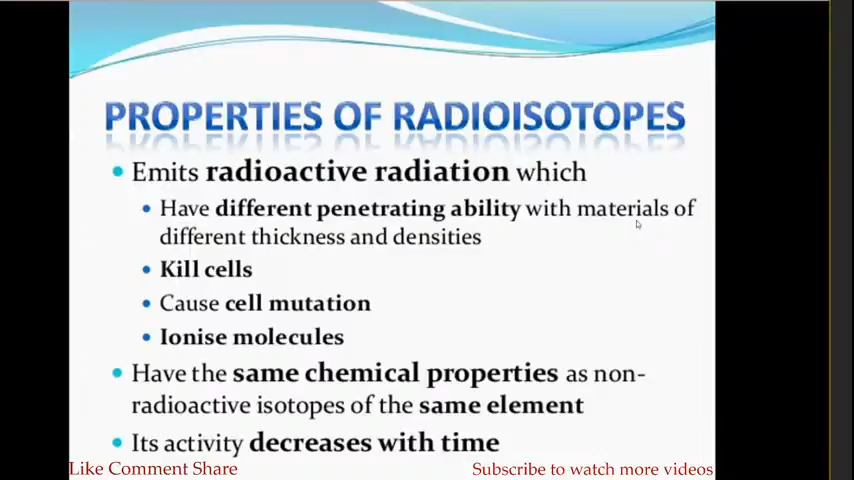 PROPERTIES OF RADIOISOTOPES
• Emits radioactive radiation which
• Have different penetrating ability with materials of
different thickness and densities
• Kill cells
• Cause cell mutation
• Ionise molecules
• Have the same chemical properties as non-
radioactive isotopes of the same element
• Its activity decreases with time
Like Comment Share
Subscribe to watch more videos